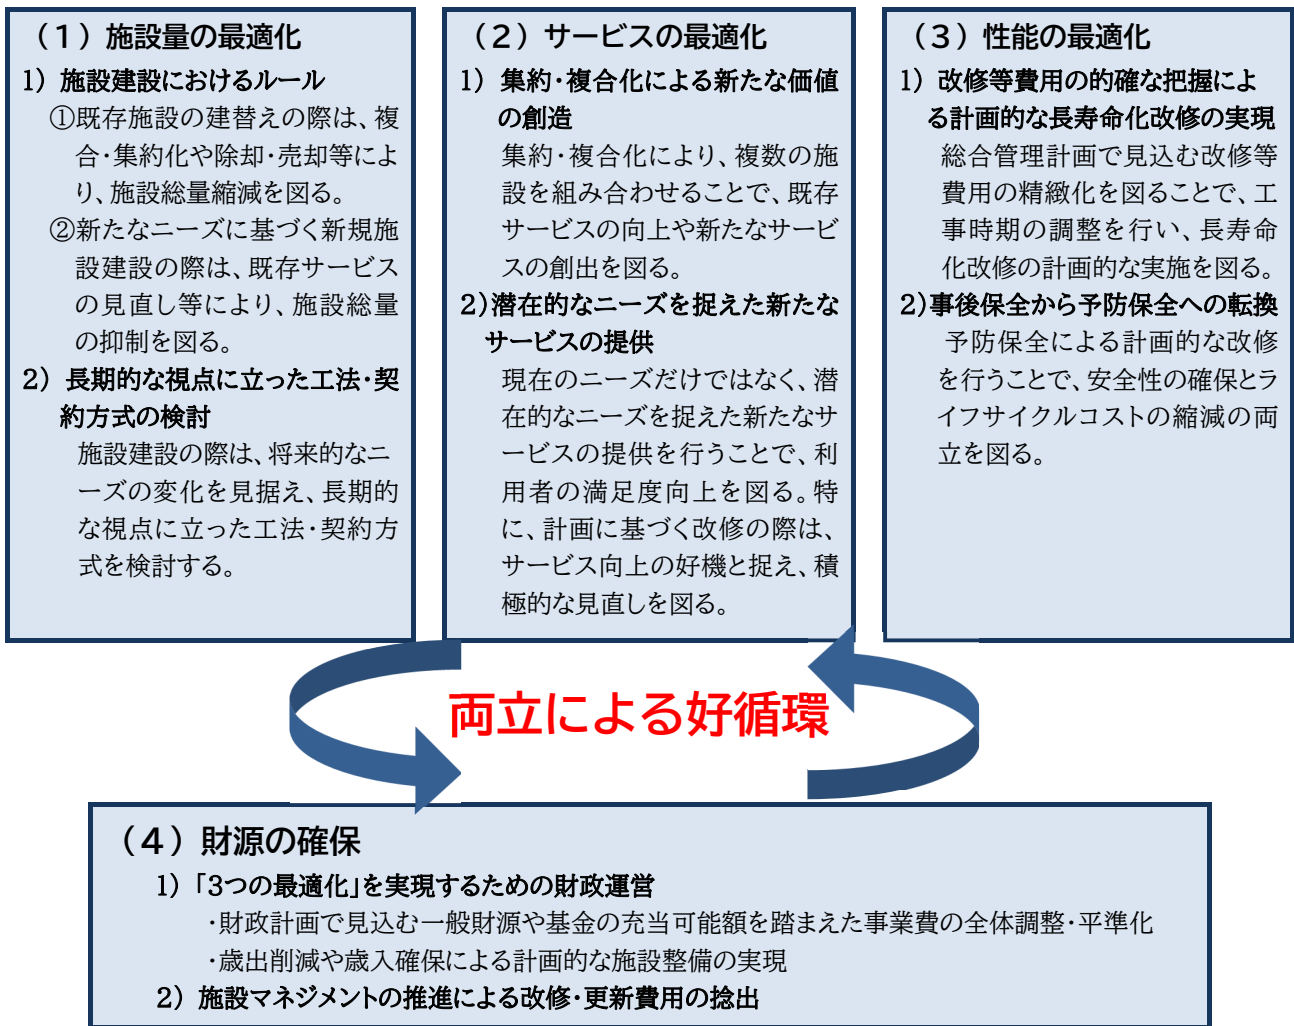 (1) 施設量の最適化
1) 施設建設におけるルール
①既存施設の建替えの際は、複
合・集約化や除却・売却等によ
り、施設総量縮減を図る。
②新たなニーズに基づく新規施
設建設の際は、既存サービス
の見直し等により、施設総量
の抑制を図る。
2) 長期的な視点に立った工法・契
約方式の検討
施設建設の際は、将来的なニ
ーズの変化を見据え、長期的
な視点に立った工法・契約方
式を検討する。
(2) サービスの最適化
1) 集約・複合化による新たな価値
の創造
集約・複合化により、複数の施
設を組み合わせることで、既存
サービスの向上や新たなサービ
スの創出を図る。
2)潜在的なニーズを捉えた新たな
サービスの提供
現在のニーズだけではなく、潜
在的なニーズを捉えた新たなサ
ービスの提供を行うことで、利
用者の満足度向上を図る。特
に、計画に基づく改修の際は、
サービス向上の好機と捉え、積
極的な見直しを図る。
(3) 性能の最適化
1) 改修等費用の的確な把握によ
る計画的な長寿命化改修の実現
総合管理計画で見込む改修等
費用の精緻化を図ることで、工
事時期の調整を行い、長寿命
化改修の計画的な実施を図る。
2)事後保全から予防保全への転換
予防保全による計画的な改修
を行うことで、安全性の確保とラ
イフサイクルコストの縮減の両
立を図る。
両立による好循環
(4) 財源の確保
1)「3つの最適化」を実現するための財政運営
・財政計画で見込む一般財源や基金の充当可能額を踏まえた事業費の全体調整・平準化
・歳出削減や歳入確保による計画的な施設整備の実現
2) 施設マネジメントの推進による改修・更新費用の捻出